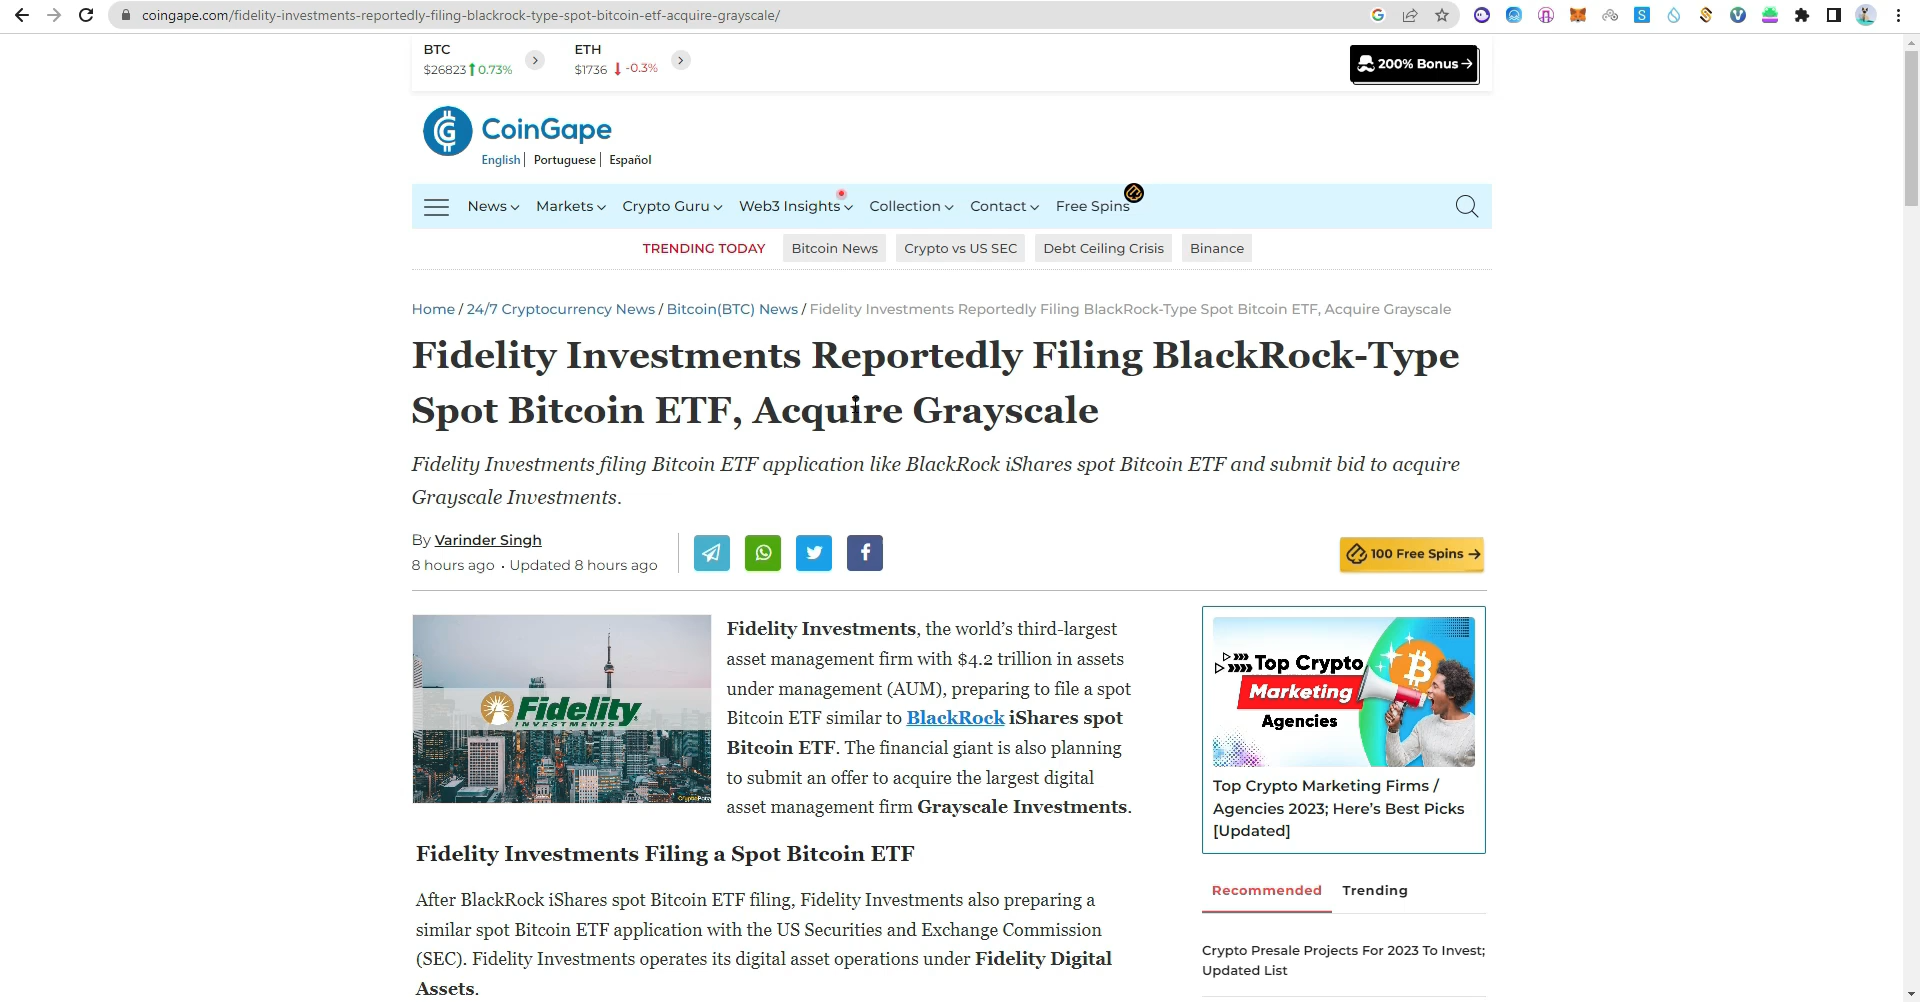 coingape.com/fidelity-investments-reportedly-filing-blackrock-type-spot-bitcoin-etf-acquire-grayscale/
BTC
$26823 0.73%
ETH
$1736 -0.3%
200% Bonus
CoinGape
English | Portuguese | Español
News Markets Crypto Guru Web3 Insights Collection Contact Free Spins
TRENDING TODAY Bitcoin News Crypto vs US SEC Debt Ceiling Crisis Binance
Home / 24/7 Cryptocurrency News / Bitcoin(BTC) News / Fidelity Investments Reportedly Filing BlackRock-Type Spot Bitcoin ETF, Acquire Grayscale
Fidelity Investments Reportedly Filing BlackRock-Type
Spot Bitcoin ETF, Acquire Grayscale
Fidelity Investments filing Bitcoin ETF application like BlackRock iShares spot Bitcoin ETF and submit bid to acquire
Grayscale Investments.
By Varinder Singh
8 hours ago · Updated 8 hours ago
100 Free Spins
Fidelity
INVESTMENTS
Fidelity Investments, the world's third-largest
asset management firm with $4.2 trillion in assets
under management (AUM), preparing to file a spot
Bitcoin ETF similar to BlackRock iShares spot
Bitcoin ETF. The financial giant is also planning
to submit an offer to acquire the largest digital
asset management firm Grayscale Investments.
Fidelity Investments Filing a Spot Bitcoin ETF
After BlackRock iShares spot Bitcoin ETF filing, Fidelity Investments also preparing a
similar spot Bitcoin ETF application with the US Securities and Exchange Commission
(SEC). Fidelity Investments operates its digital asset operations under Fidelity Digital
Assets.
Top Crypto
Marketing
Agencies
Top Crypto Marketing Firms /
Agencies 2023; Here's Best Picks
[Updated]
Recommended Trending
Crypto Presale Projects For 2023 To Invest;
Updated List